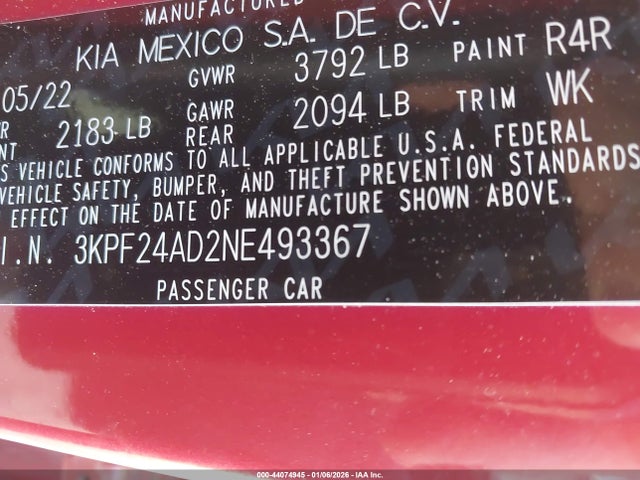 MANUFACTURED
KIA MEXICO S.A. DE C.V.
05/22 GVWR 3792 LB PAINT R4R
2183 LB GAWR REAR 2094 LB TRIM WK
VEHICLE CONFORMS TO ALL APPLICABLE U.S.A. FEDERAL
VEHICLE SAFETY, BUMPER, AND THEFT PREVENTION STANDARDS
EFFECT ON THE DATE OF MANUFACTURE SHOWN ABOVE.
I.N. 3KPF24AD2NE493367
PASSENGER CAR
000-44074945 - 01/06/2026 - IAA Inc.